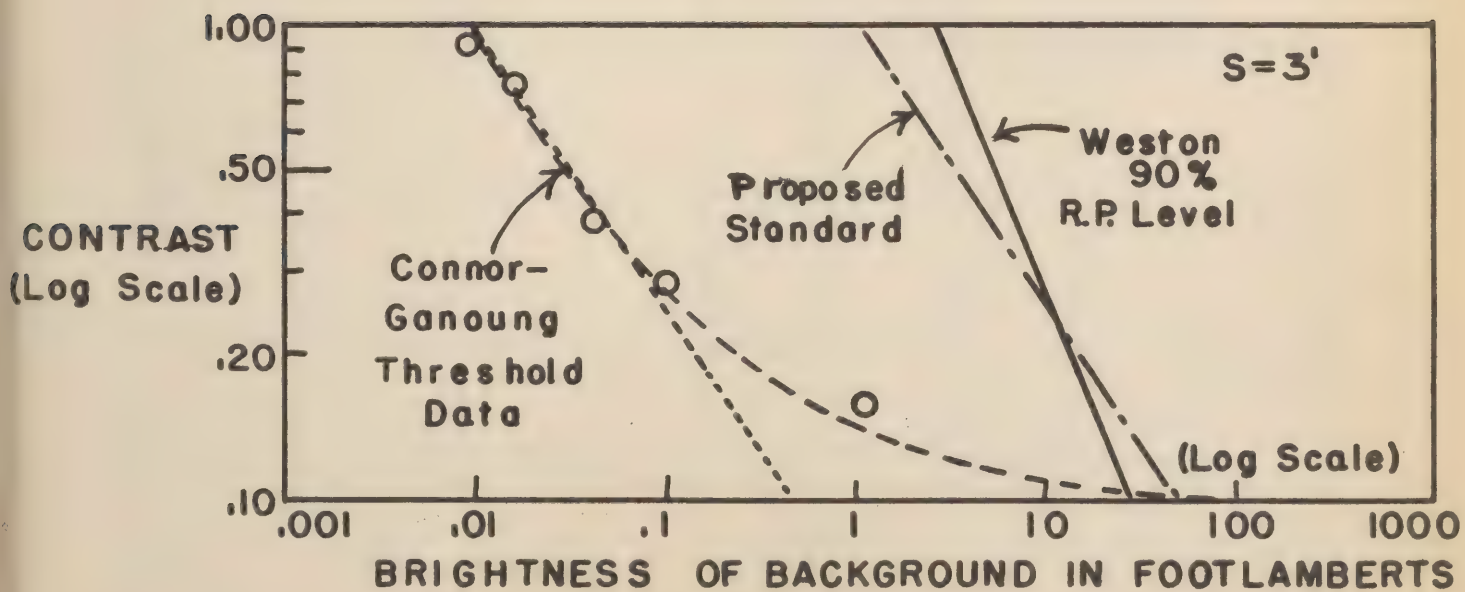 1.00
.50
.20
.10
CONTRAST
(Log Scale)
S=3'
Connor-
Ganoung
Threshold
Data
Proposed
Standard
Weston
90%
R.P. Level
(Log Scale)
.001 .01 .1 1 10 100 1000
BRIGHTNESS OF BACKGROUND IN FOOTLAMBERTS